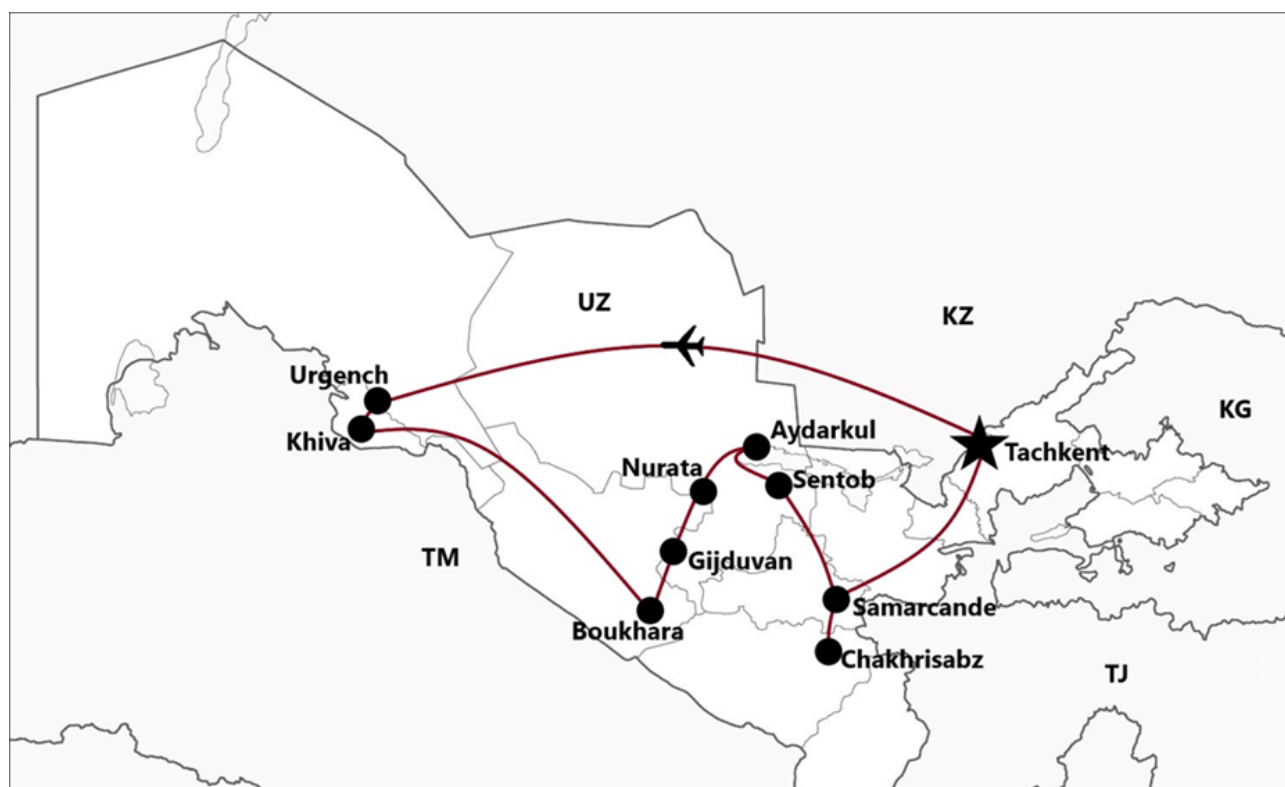 UZ
KZ
Urgench
KG
Khiva
Aydarkul
Tachkent
Nurata
Sentob
TM
Gijduvan
Samarcande
Boukhara
Chakhrisabz
TJ